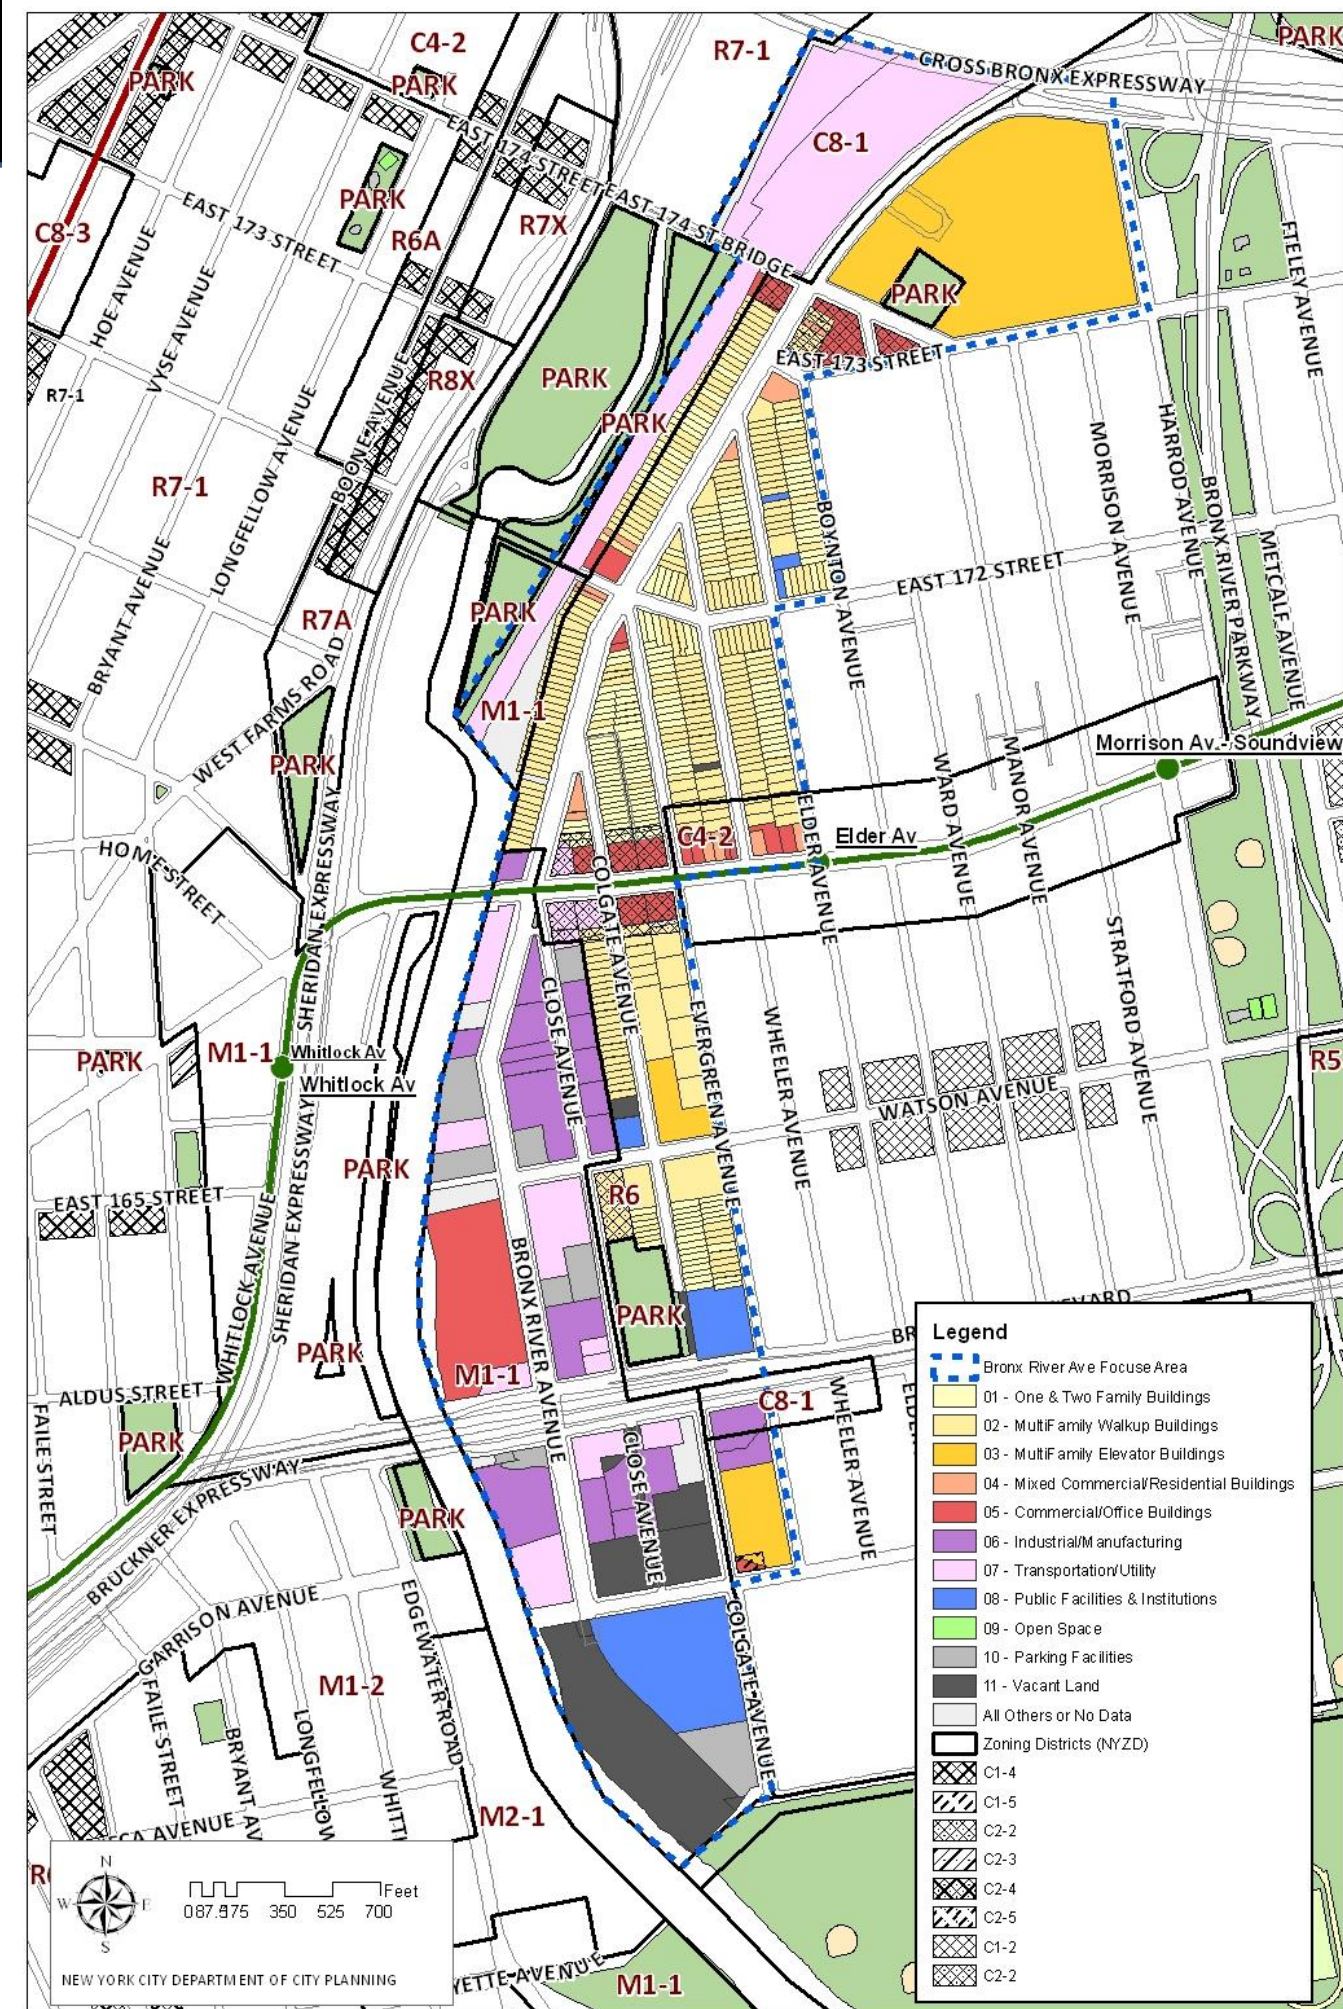 PARK
C4-2
R7-1
CROSS BRONX EXPRESSWAY
PARK
PARK
C8-1
EAST 174 STREET
EAST 174 ST BRIDGE
PARK
R7X
C8-3
EAST 173 STREET
R6A
HOE AVENUE
VYSE AVENUE
PARK
FTELEY AVENUE
EAST 173 STREET
R8X
PARK
R7-1
PARK
BOONE AVENUE
LONGFELLOW AVENUE
R7-1
MORRISON AVENUE
HARROD AVENUE
BRONX RIVER PARKWAY
METCALF AVENUE
BOYNTON AVENUE
EAST 172 STREET
BRYANT AVENUE
PARK
R7A
WEST FARMS ROAD
M1-1
Morrison Av - Soundview
PARK
WARD AVENUE
MANOR AVENUE
ELDER AVENUE
C4-2
Elder Av
HOME STREET
COLGATE AVENUE
SHERIDAN EXPRESSWAY
CLOSE AVENUE
EVERGREEN AVENUE
WHEELER AVENUE
STRATFORD AVENUE
PARK
M1-1
Whitlock Av
Whitlock Av
R5
WATSON AVENUE
PARK
EAST 165 STREET
R6
WHITLOCK AVENUE
SHERIDAN EXPRESSWAY
BRONX RIVER AVENUE
PARK
PARK
M1-1
ALDUS STREET
C8-1
WHEELER AVENUE
PARK
FAILE STREET
CLOSE AVENUE
BRUCKNER EXPRESSWAY
PARK
GARRISON AVENUE
EDGEWATER ROAD
COLGATE AVENUE
M1-2
FAILE STREET
BRYANT AV
LONGFELLOW
WHITT
M2-1
CA AVENUE
YETTE AVENUE
M1-1
N
W
E
S
Feet
087.5175 350 525 700
NEW YORK CITY DEPARTMENT OF CITY PLANNING
Legend
Bronx River Ave Focuse Area
01 - One & Two Family Buildings
02 - MultiFamily Walkup Buildings
03 - MultiFamily Elevator Buildings
04 - Mixed Commercial/Residential Buildings
05 - Commercial/Office Buildings
06 - Industrial/Manufacturing
07 - Transportation/Utility
08 - Public Facilities & Institutions
09 - Open Space
10 - Parking Facilities
11 - Vacant Land
All Others or No Data
Zoning Districts (NYZD)
C1-4
C1-5
C2-2
C2-3
C2-4
C2-5
C1-2
C2-2